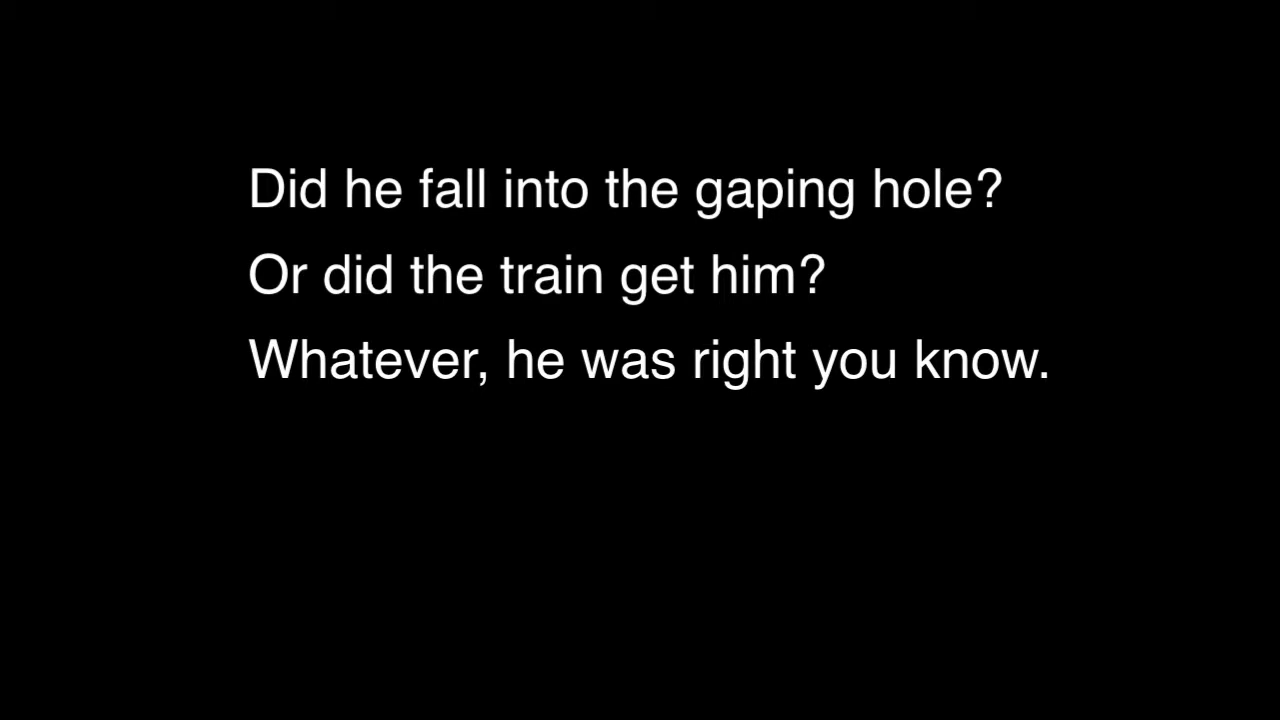 Did he fall into the gaping hole?
Or did the train get him?
Whatever, he was right you know.